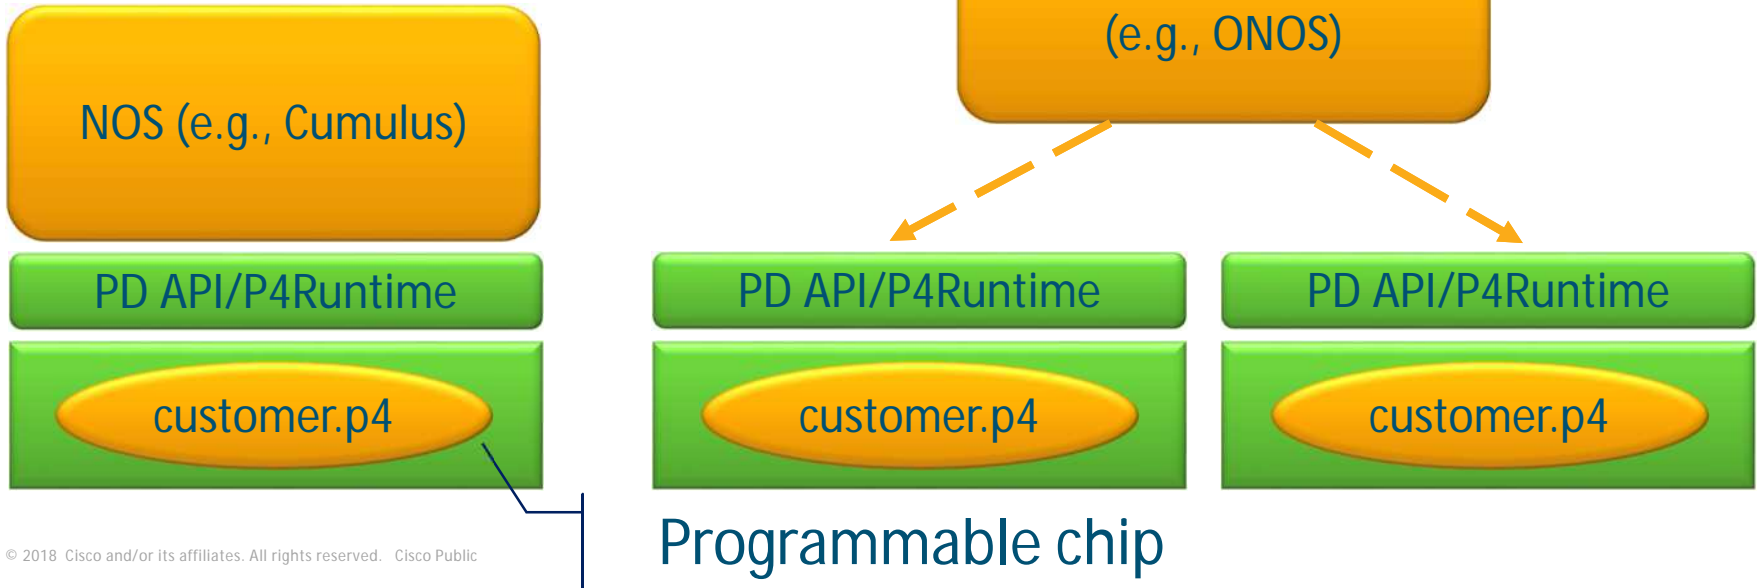 (e.g., ONOS)
NOS (e.g., Cumulus)
PD API/P4Runtime
PD API/P4Runtime
PD API/P4Runtime
customer.p4
customer.p4
customer.p4
Programmable chip
© 2018 Cisco and/or its affiliates. All rights reserved. Cisco Public